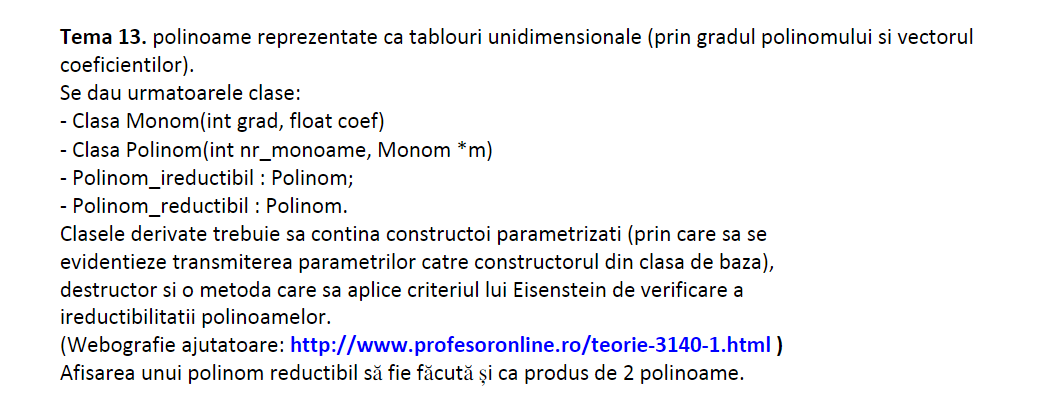 Tema 13. polinoame reprezentate ca tablouri unidimensionale (prin gradul polinomului si vectorul
coeficientilor).
Se dau urmatoarele clase:
- Clasa Monom(int grad, float coef)
- Clasa Polinom(int nr_monoame, Monom *m)
- Polinom_ireductibil : Polinom;
- Polinom_reductibil : Polinom.
Clasele derivate trebuie sa contina constructoi parametrizati (prin care sa se
evidentieze transmiterea parametrilor catre constructorul din clasa de baza),
destructor si o metoda care sa aplice criteriul lui Eisenstein de verificare a
ireductibilitatii polinoamelor.
(Webografie ajutatoare: http://www.profesoronline.ro/teorie-3140-1.html )
Afisarea unui polinom reductibil să fie făcută și ca produs de 2 polinoame.